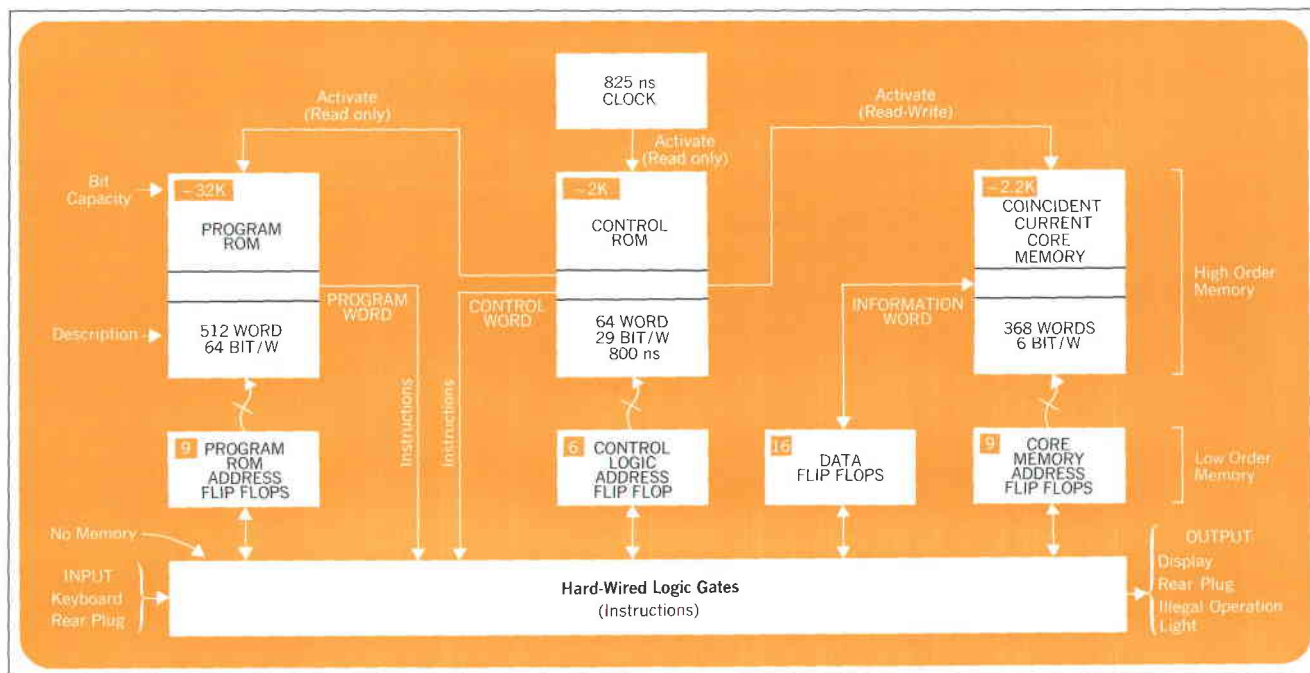 825 ns
CLOCK
Activate
(Read only)
Activate
(Read only)
Activate
(Read-Write)
Bit
Capacity
~32K
PROGRAM
ROM
~2K
CONTROL
ROM
~2.2K
COINCIDENT
CURRENT
CORE
MEMORY
High Order
Memory
PROGRAM
WORD
CONTROL
WORD
INFORMATION
WORD
Description
512 WORD
64 BIT/W
64 WORD
29 BIT/W
800 ns
368 WORDS
6 BIT/W
Instructions
Instructions
9
PROGRAM
ROM
ADDRESS
FLIP FLOPS
6
CONTROL
LOGIC
ADDRESS
FLIP FLOP
16
DATA
FLIP FLOPS
9
CORE
MEMORY
ADDRESS
FLIP FLOPS
Low Order
Memory
No Memory
INPUT
Keyboard
Rear Plug
Hard-Wired Logic Gates
(Instructions)
OUTPUT
Display
Rear Plug
Illegal Operation
Light